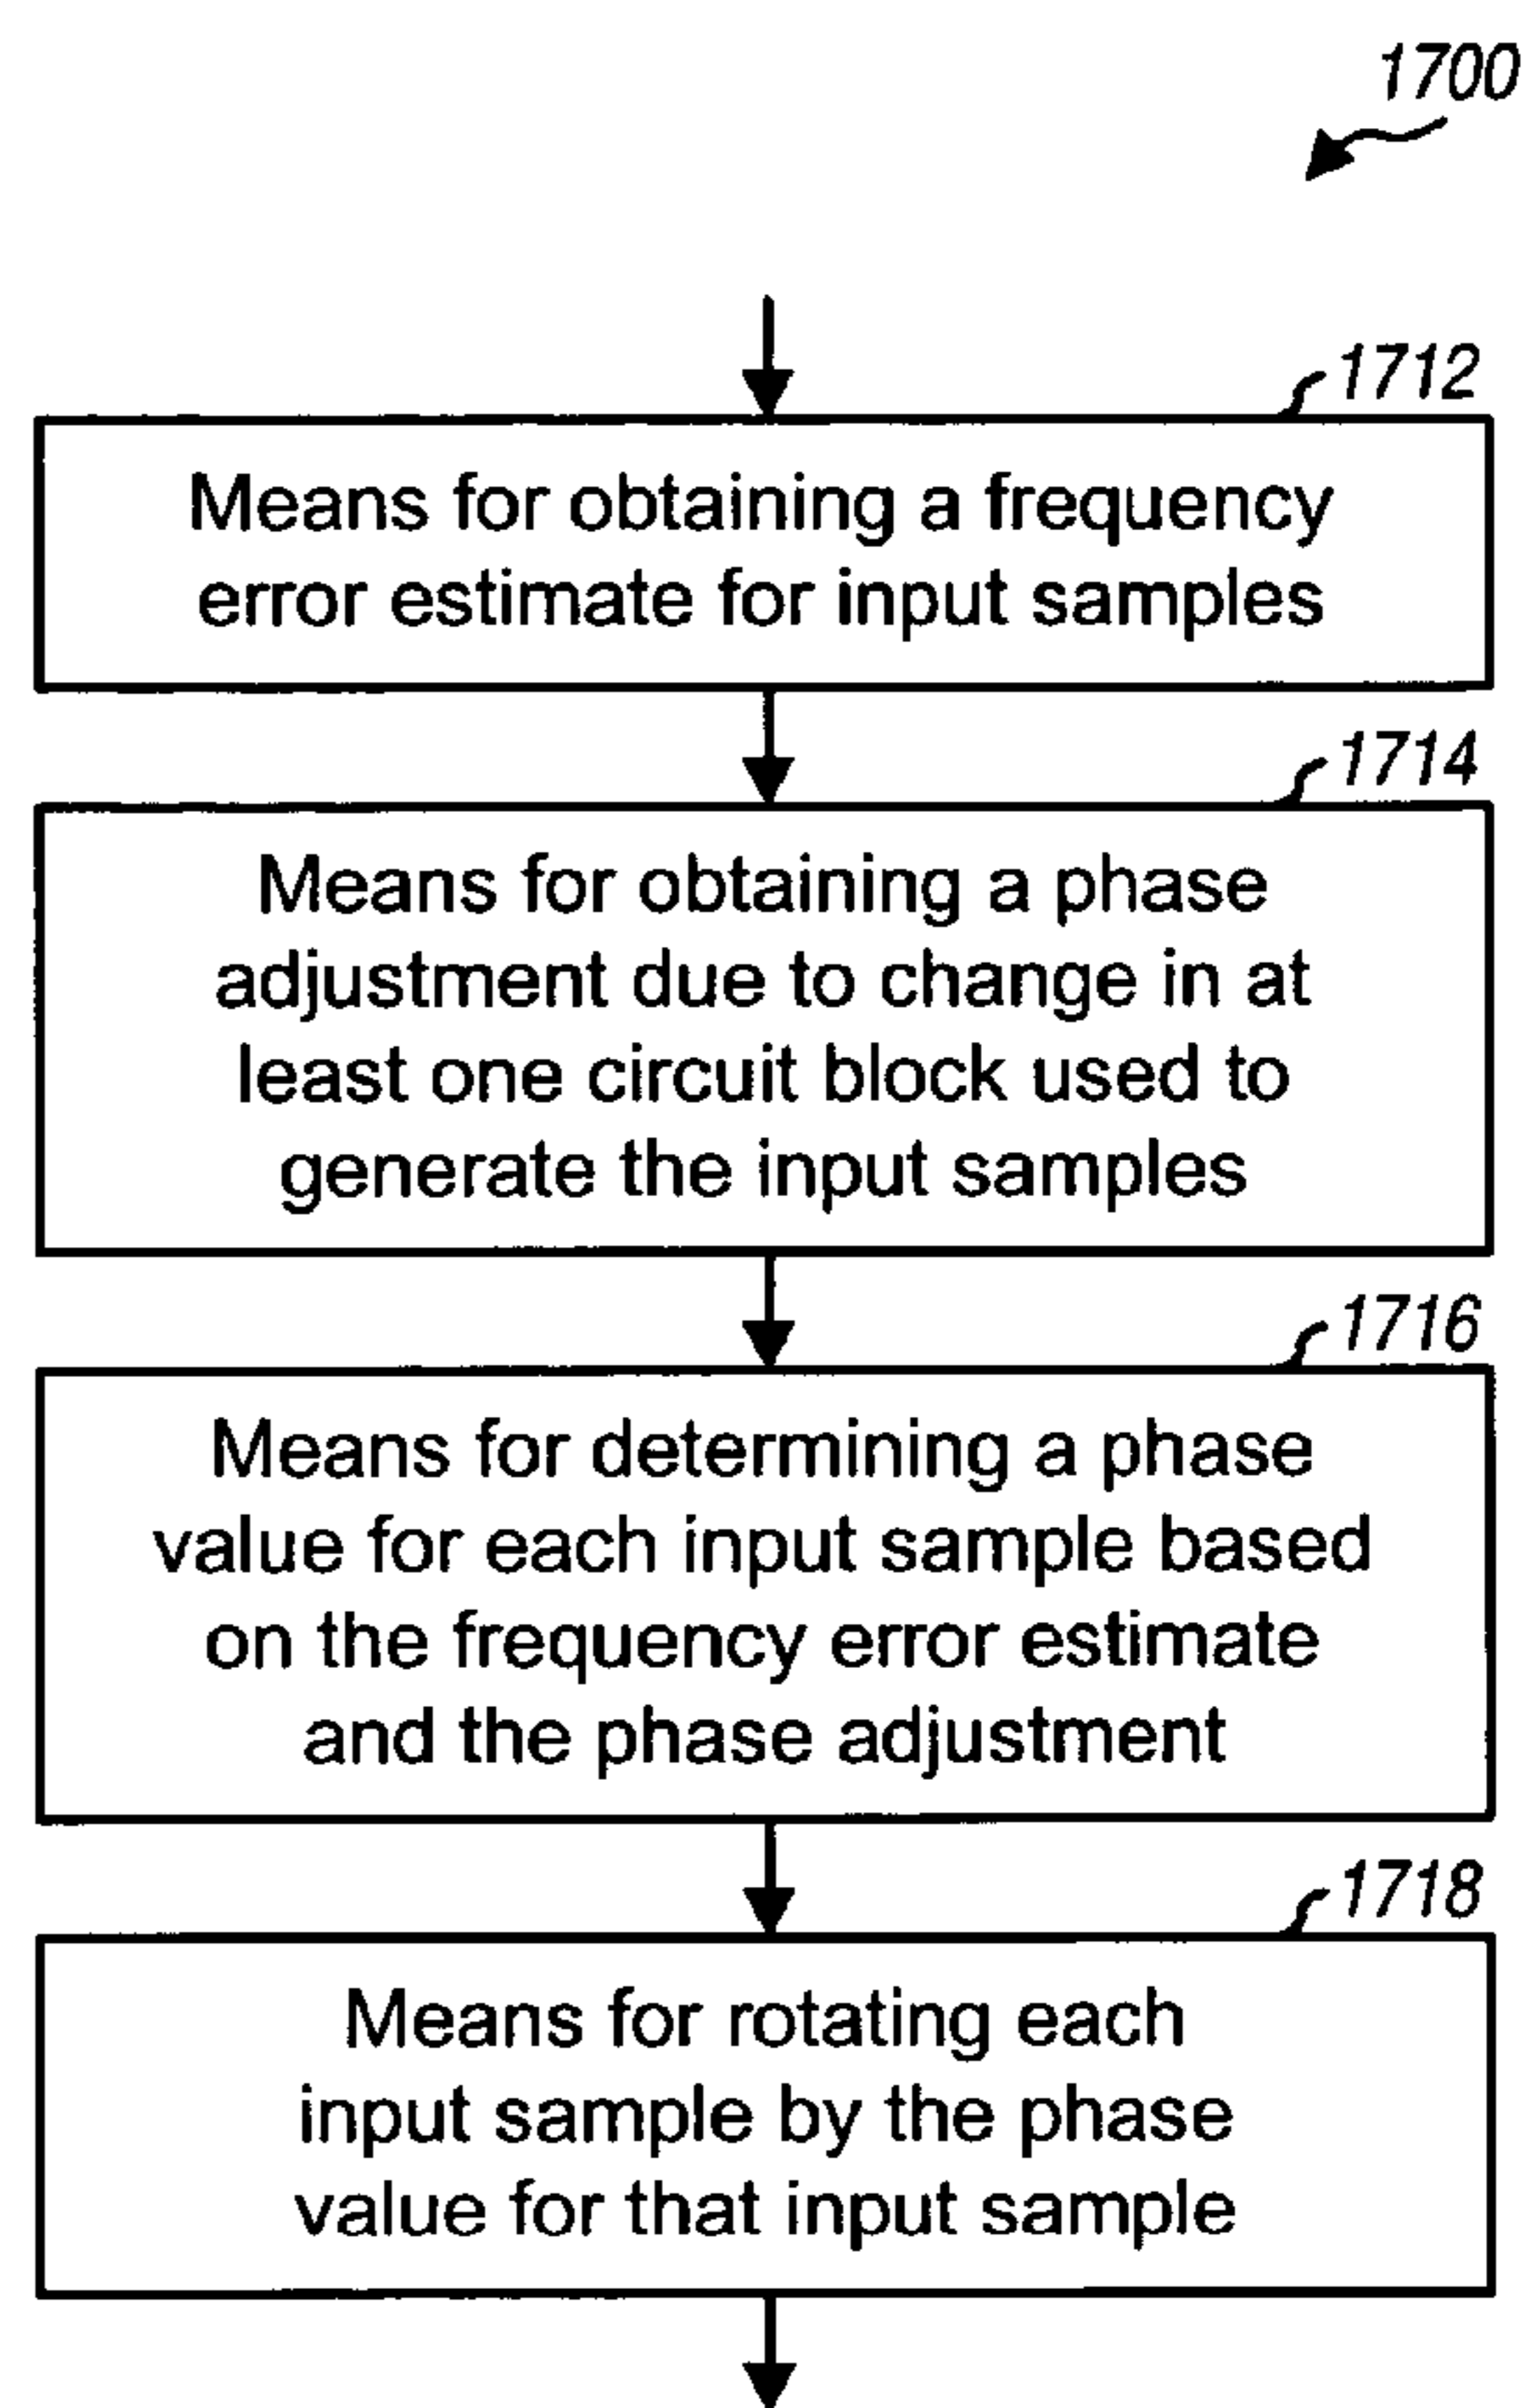 1700
1712
Means for obtaining a frequency
error estimate for input samples
1714
Means for obtaining a phase
adjustment due to change in at
least one circuit block used to
generate the input samples
1716
Means for determining a phase
value for each input sample based
on the frequency error estimate
and the phase adjustment
1718
Means for rotating each
input sample by the phase
value for that input sample